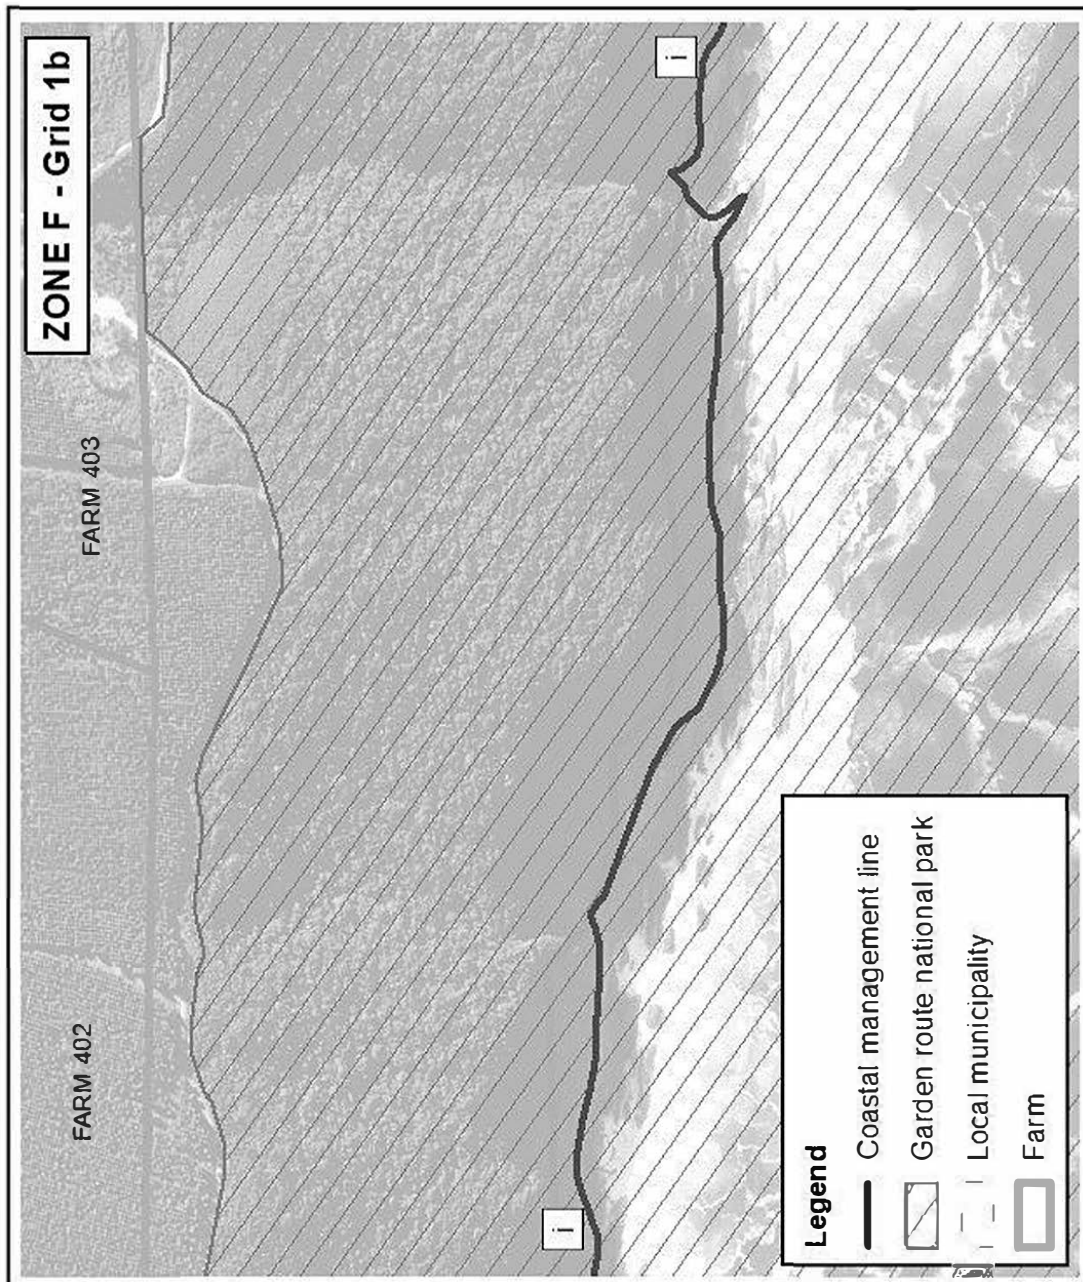 ZONE F - Grid 1b
FARM 402
FARM 403
i
i
Legend
Coastal management line
Garden route national park
Local municipality
Farm